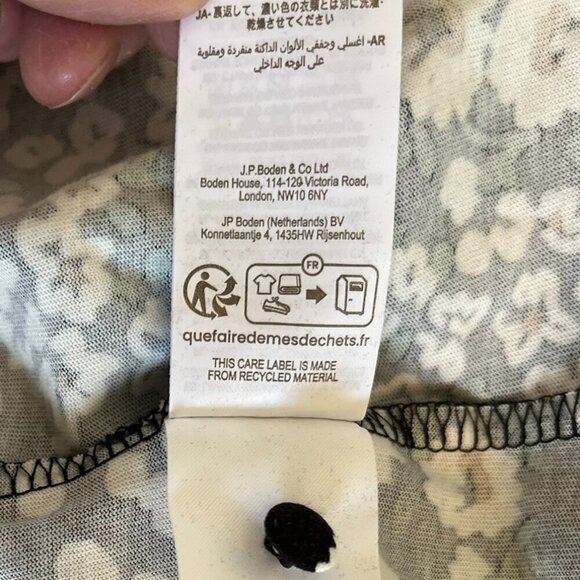 JA- 裏返して、濃い色の衣類とは別に洗濯・
乾燥させてください
AR- اغسلي وجففي الألوان الداكنة منفردة ومقلوبة
على الوجه الداخلي
J.P.Boden & Co Ltd
Boden House, 114-120 Victoria Road,
London, NW10 6NY
JP Boden (Netherlands) BV
Konnetlaantje 4, 1435HW Rijsenhout
FR
quefairedemesdechets.fr
THIS CARE LABEL IS MADE
FROM RECYCLED MATERIAL